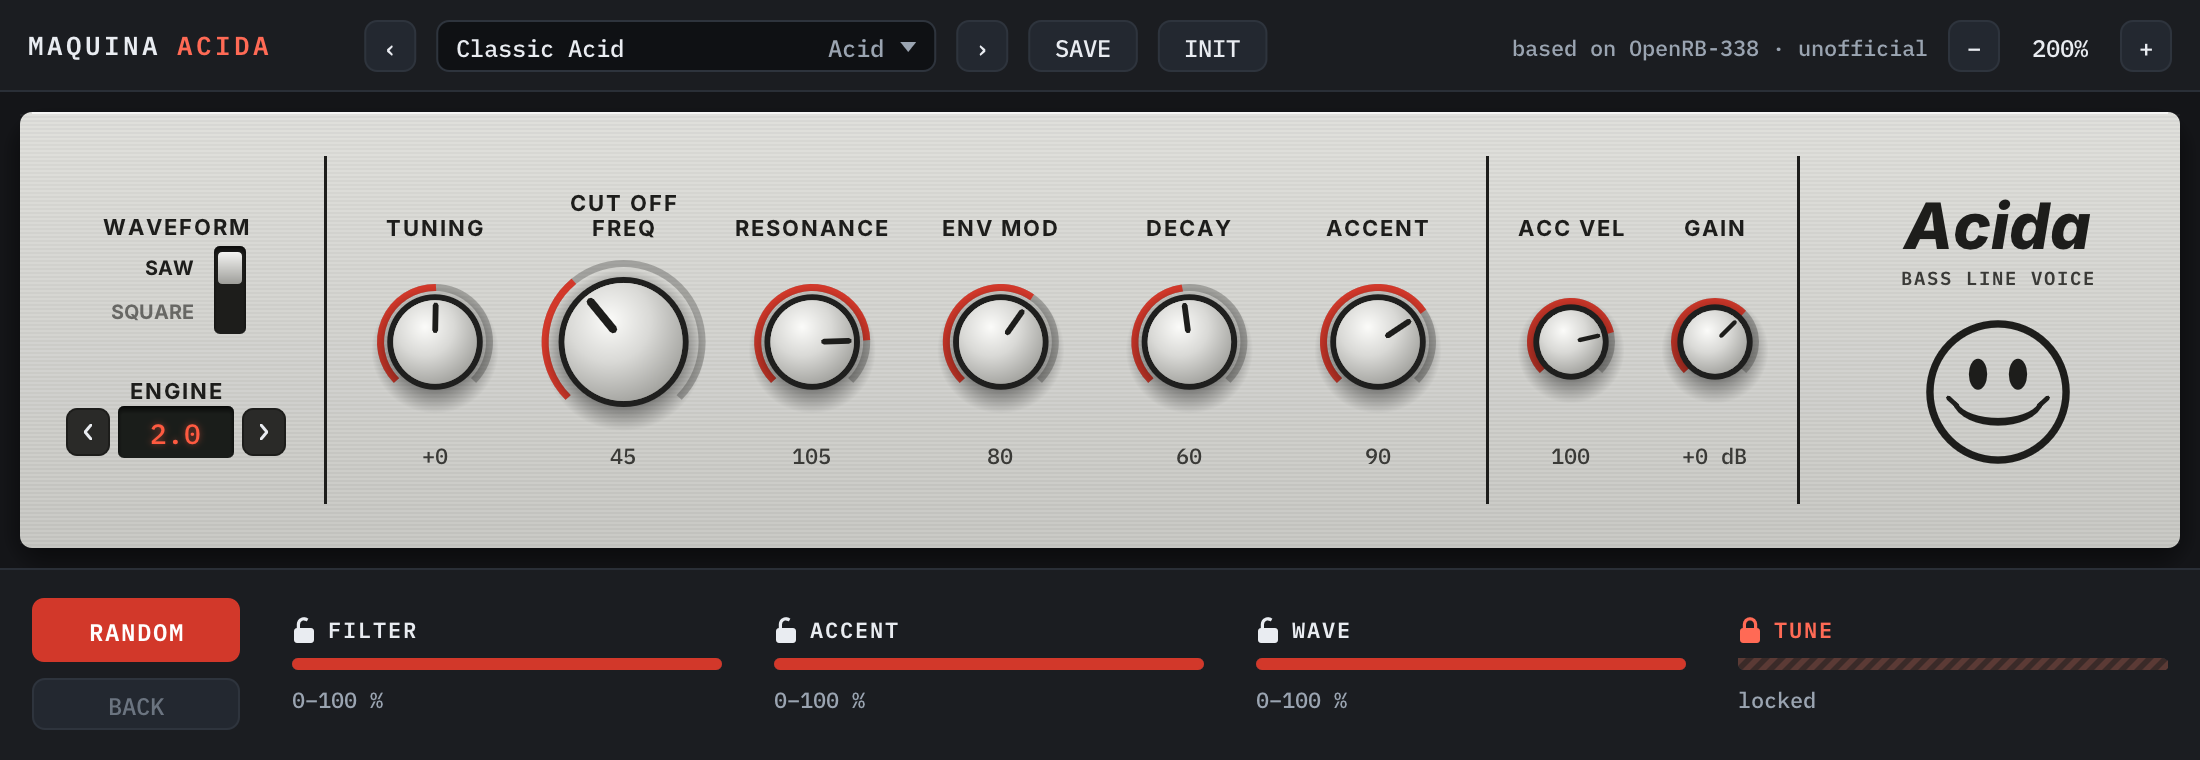 MAQUINA ACIDA
‹
Classic Acid
Acid
›
SAVE
INIT
based on OpenRB-338 · unofficial
−
200%
+
WAVEFORM
SAW
SQUARE
ENGINE
‹ 2.0 ›
TUNING
+0
CUT OFF
FREQ
45
RESONANCE
105
ENV MOD
80
DECAY
60
ACCENT
90
ACC VEL
100
GAIN
+0 dB
Acida
BASS LINE VOICE
RANDOM
BACK
FILTER
0–100 %
ACCENT
0–100 %
WAVE
0–100 %
TUNE
locked